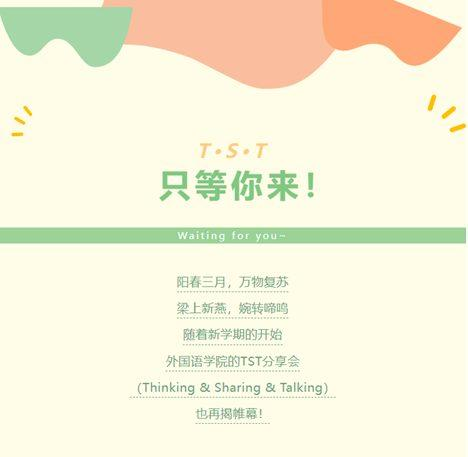 T·S·T
只等你来！
Waiting for you~
阳春三月，万物复苏
梁上新燕，婉转啼鸣
随着新学期的开始
外国语学院的TST分享会
（Thinking & Sharing & Talking）
也再揭帷幕！